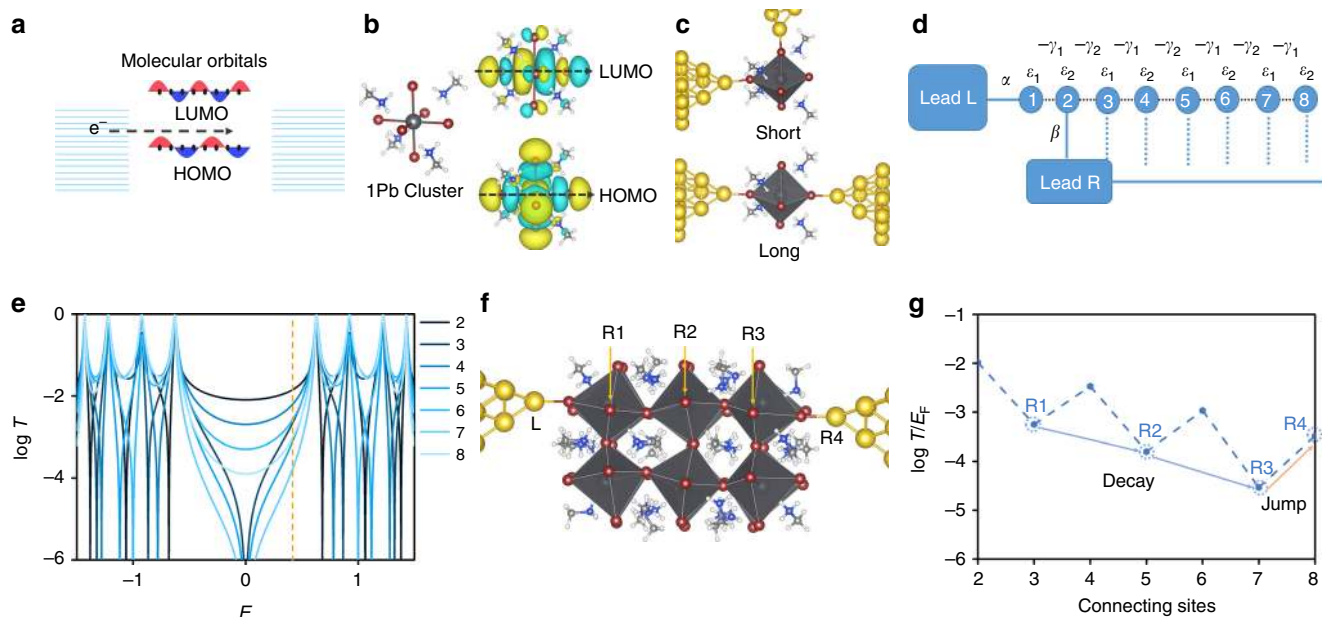 a
Molecular orbitals
LUMO
e−
HOMO
b
1Pb Cluster
LUMO
HOMO
c
Short
Long
d
−γ1 −γ2 −γ1 −γ2 −γ1 −γ2 −γ1
α ε1 ε2 ε1 ε2 ε1 ε2 ε1 ε2
Lead L 1 2 3 4 5 6 7 8
β
Lead R
e
0
−2
−4
−6
log T
−1 0 1
E
2
3
4
5
6
7
8
f
R1 R2 R3
L R4
g
−1
−2
−3
−4
−5
−6
log T/EF
R1
R2
R3
R4
Decay
Jump
2 3 4 5 6 7 8
Connecting sites